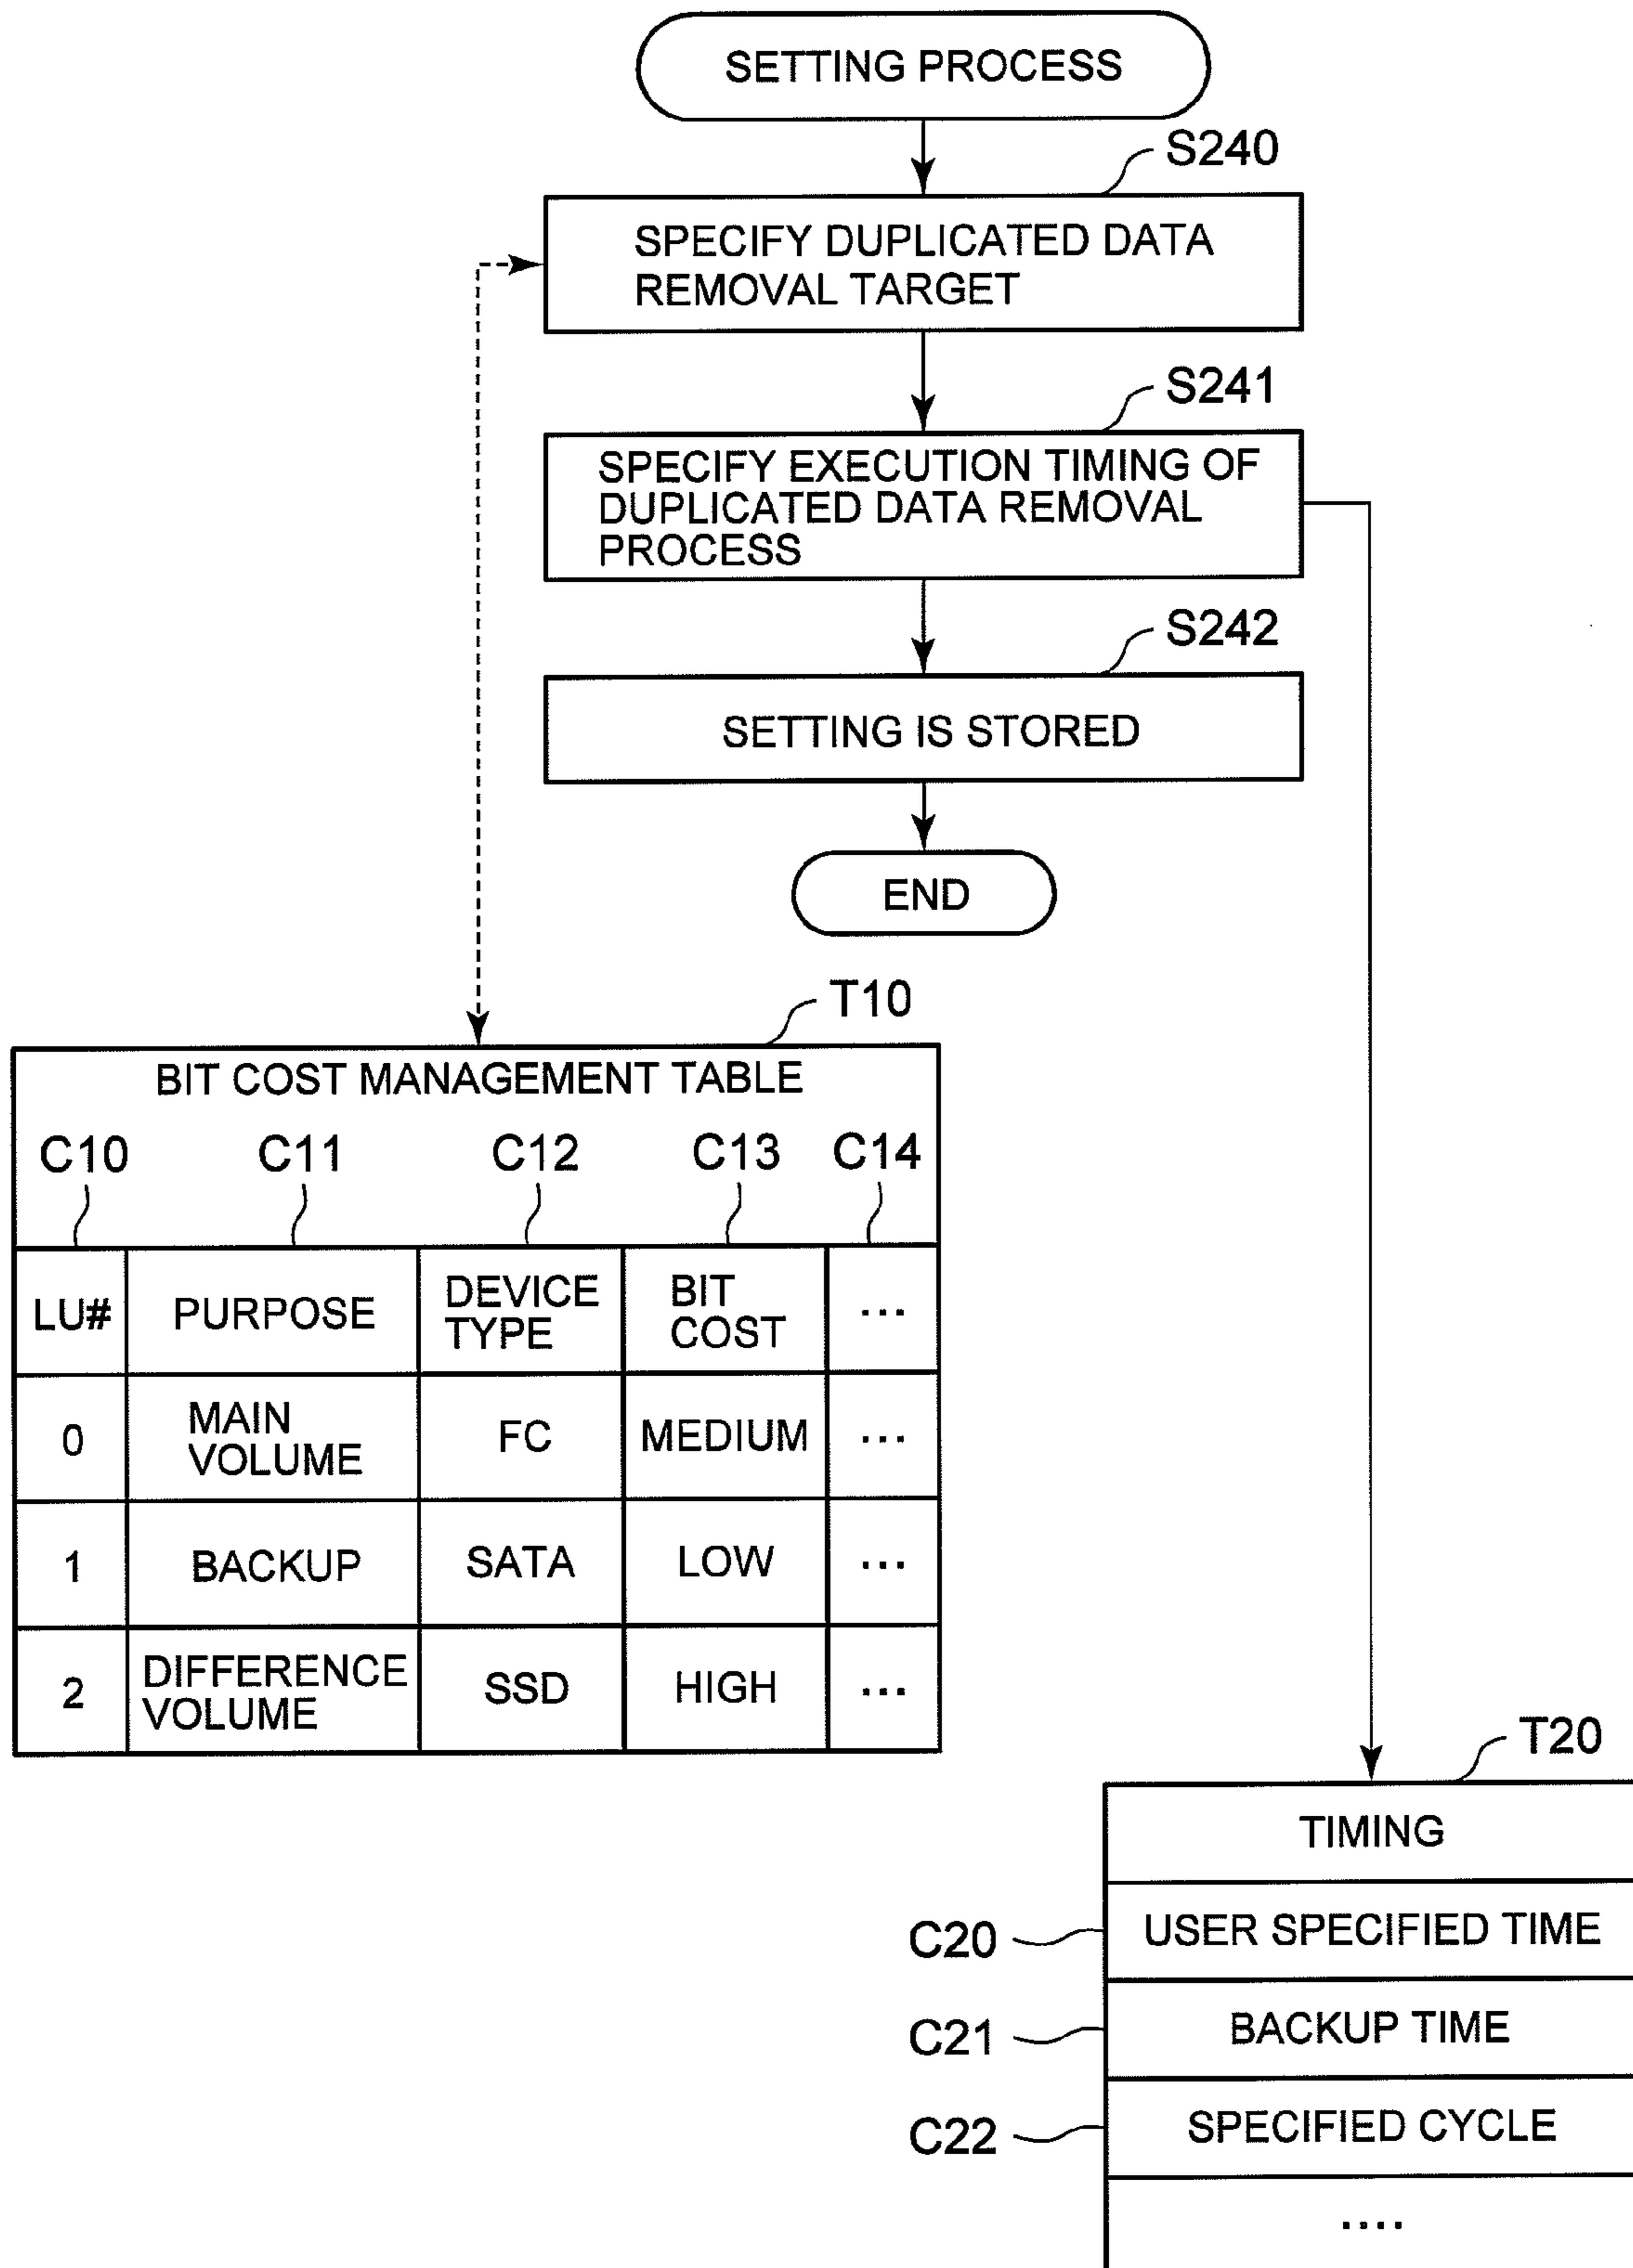 SETTING PROCESS
S240
SPECIFY DUPLICATED DATA
REMOVAL TARGET
S241
SPECIFY EXECUTION TIMING OF
DUPLICATED DATA REMOVAL
PROCESS
S242
SETTING IS STORED
END
T10
BIT COST MANAGEMENT TABLE
C10 C11 C12 C13 C14
LU# PURPOSE DEVICE TYPE BIT COST ...
0 MAIN VOLUME FC MEDIUM ...
1 BACKUP SATA LOW ...
2 DIFFERENCE VOLUME SSD HIGH ...
T20
TIMING
C20 USER SPECIFIED TIME
C21 BACKUP TIME
C22 SPECIFIED CYCLE
....